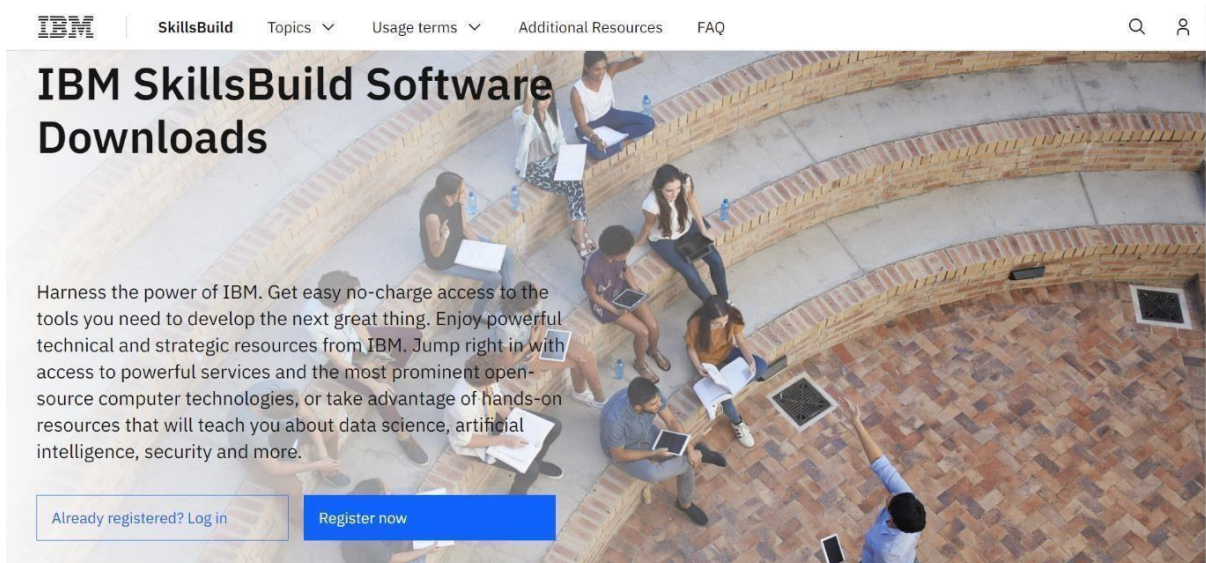 IBM SkillsBuild Topics Usage terms Additional Resources FAQ
IBM SkillsBuild Software
Downloads
Harness the power of IBM. Get easy no-charge access to the
tools you need to develop the next great thing. Enjoy powerful
technical and strategic resources from IBM. Jump right in with
access to powerful services and the most prominent open-
source computer technologies, or take advantage of hands-on
resources that will teach you about data science, artificial
intelligence, security and more.
Already registered? Log in Register now